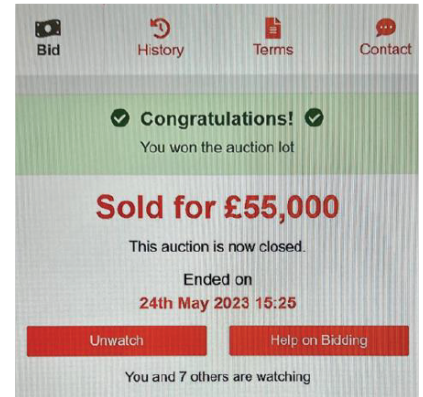 Bid History Terms Contact
Congratulations!
You won the auction lot
Sold for £55,000
This auction is now closed.
Ended on
24th May 2023 15:25
Unwatch Help on Bidding
You and 7 others are watching